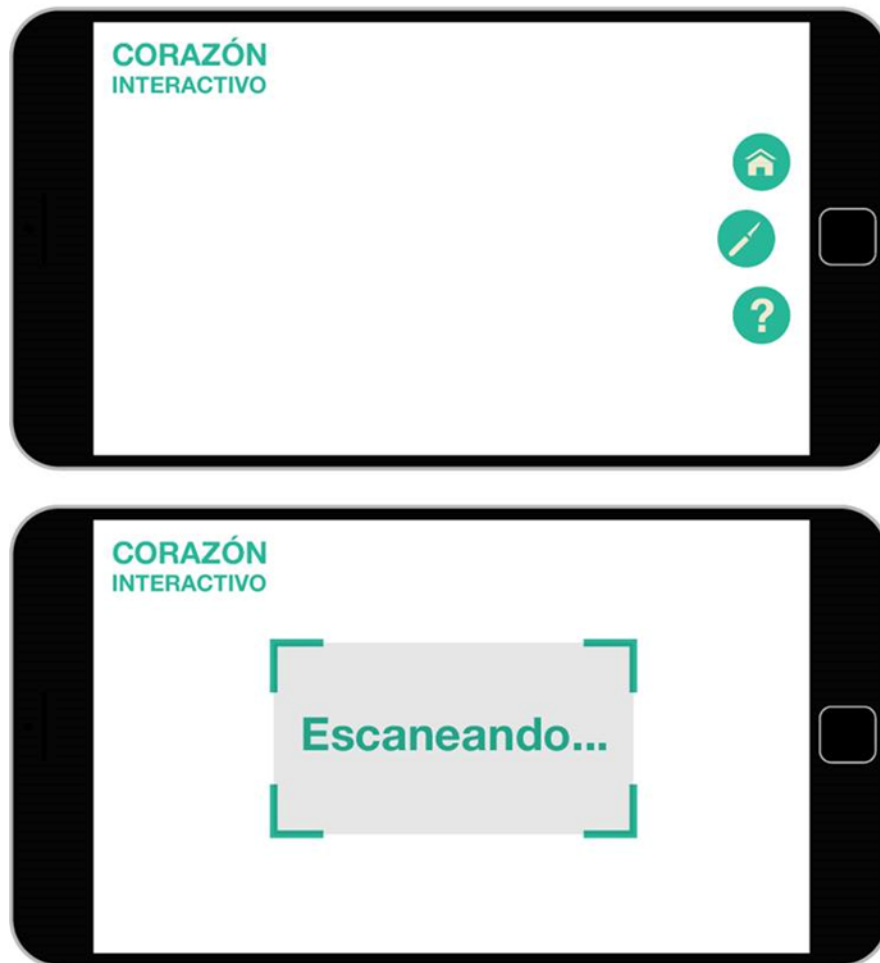 CORAZÓN
INTERACTIVO
?
CORAZÓN
INTERACTIVO
Escaneando...